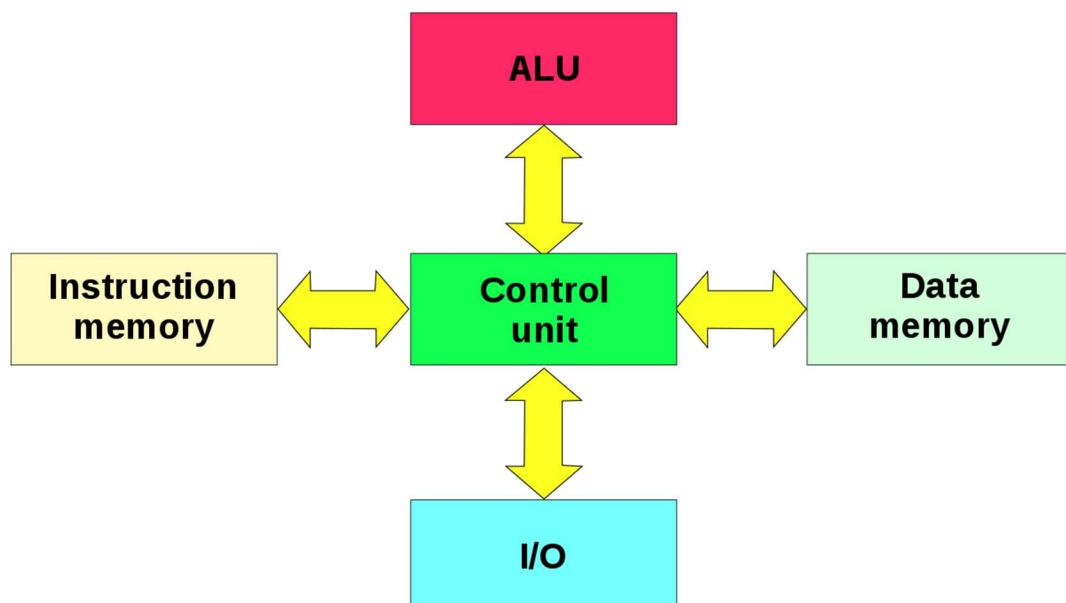 ALU
Instruction
memory
Control
unit
Data
memory
I/O